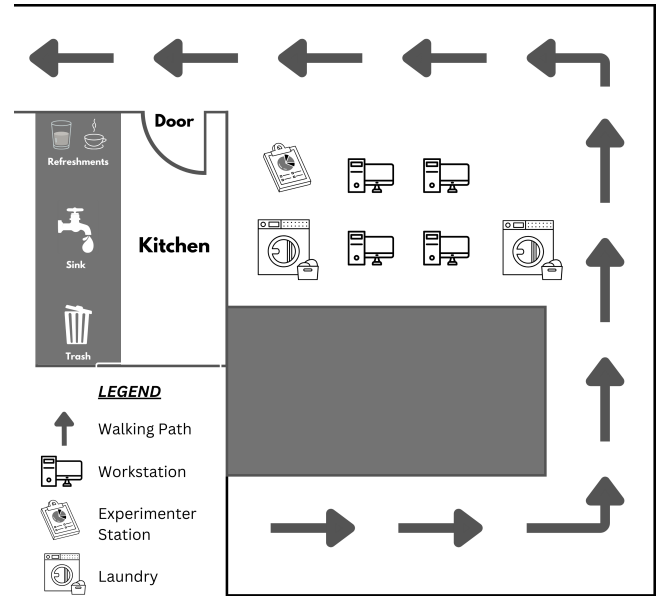 Door
Refreshments
Kitchen
Sink
Trash
LEGEND
Walking Path
Workstation
Experimenter
Station
Laundry